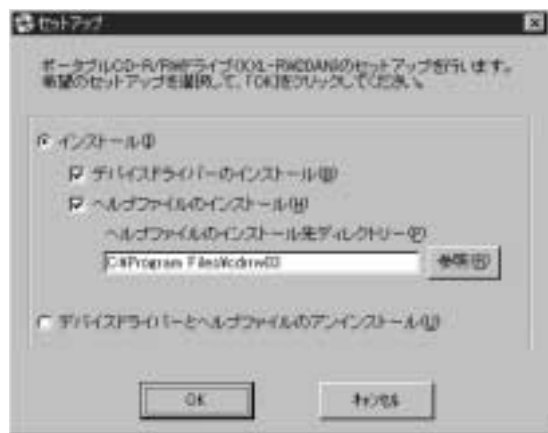 セットアップ
ポータブルCD-R/RWドライブ(KXL-RW20AN)のセットアップを行います。
希望のセットアップを選択して、「OK」をクリックしてください。
インストール(I)
デバイスドライバーのインストール(D)
ヘルプファイルのインストール(H)
ヘルプファイルのインストール先ディレクトリー(P)
C:¥Program Files¥cdrrw03
参照(B)
デバイスドライバーとヘルプファイルのアンインストール(U)
OK
キャンセル